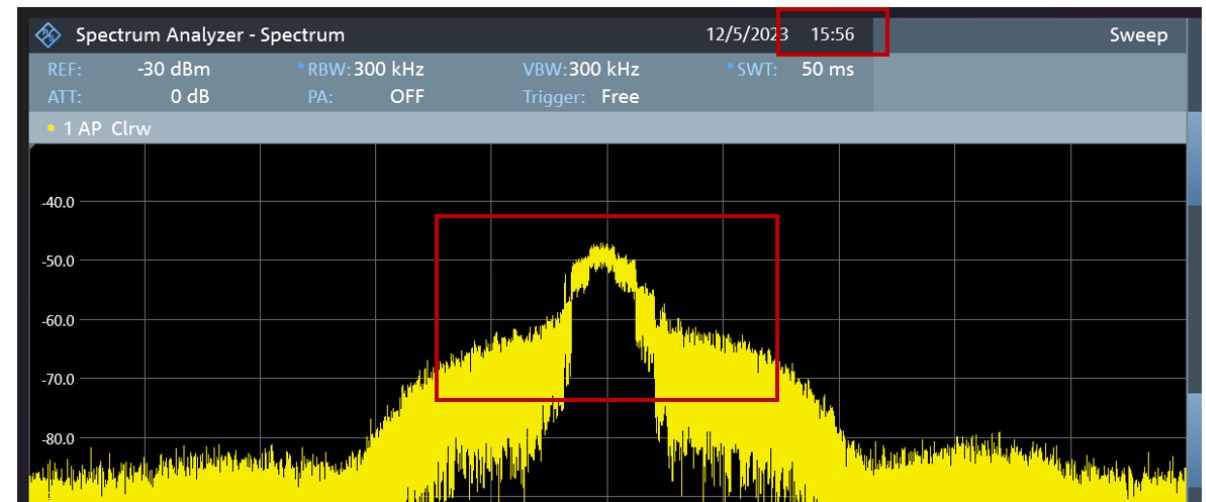 Spectrum Analyzer - Spectrum 12/5/2023 15:56 Sweep
REF: -30 dBm RBW: 300 kHz VBW: 300 kHz SWT: 50 ms
ATT: 0 dB PA: OFF Trigger: Free
1 AP Clrw
-40.0
-50.0
-60.0
-70.0
-80.0